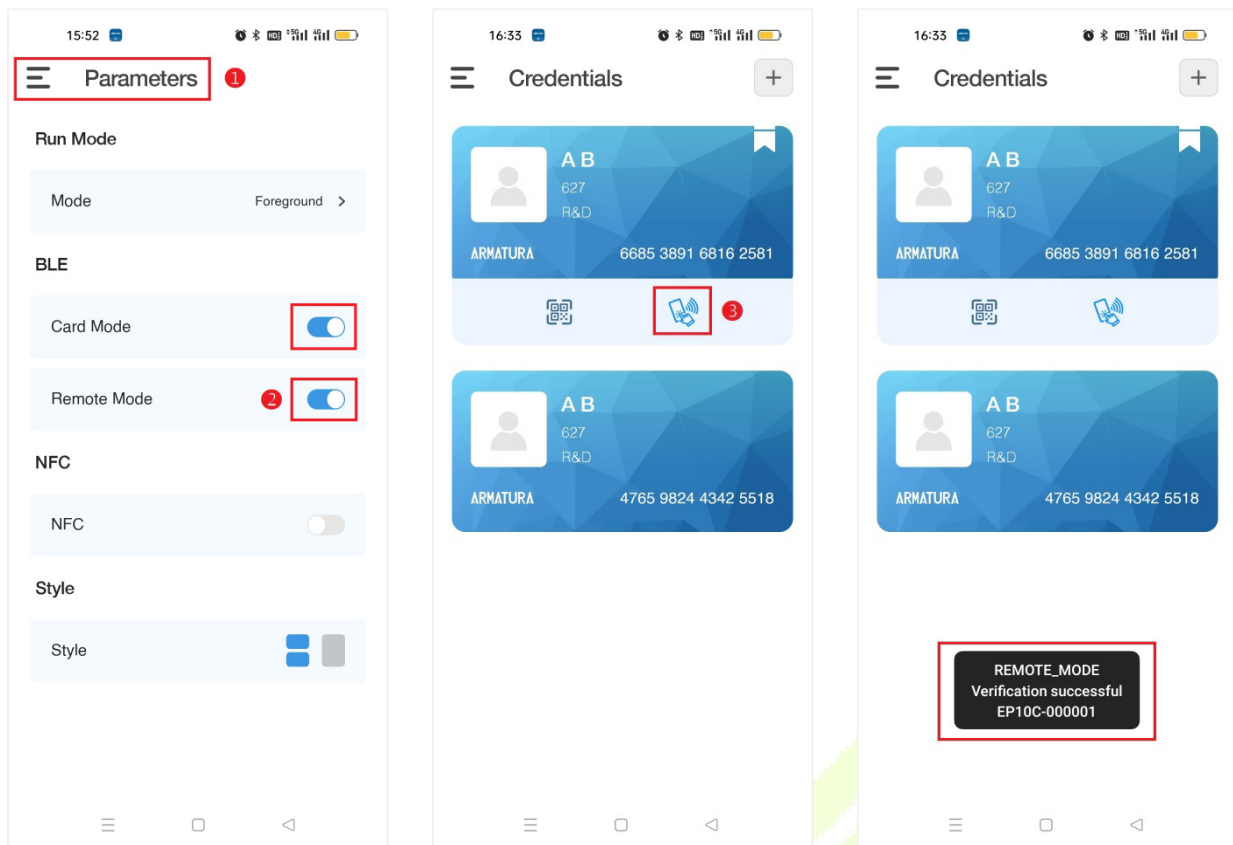 15:52
Parameters
1
Run Mode
Mode
Foreground >
BLE
Card Mode
Remote Mode
2
NFC
NFC
Style
Style
16:33
Credentials
+
A B
627
R&D
ARMATURA
6685 3891 6816 2581
3
A B
627
R&D
ARMATURA
4765 9824 4342 5518
16:33
Credentials
+
A B
627
R&D
ARMATURA
6685 3891 6816 2581
A B
627
R&D
ARMATURA
4765 9824 4342 5518
REMOTE_MODE
Verification successful
EP10C-000001